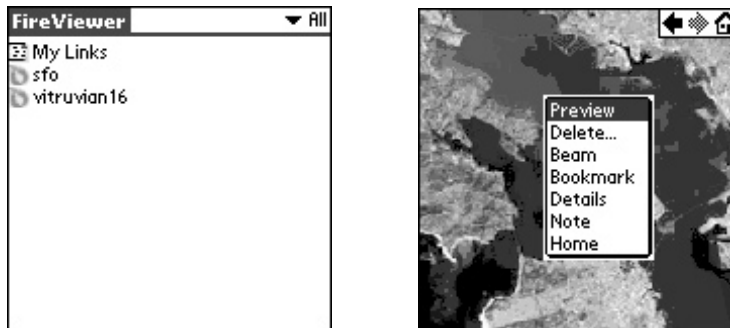 FireViewer
All
My Links
sfo
vitruvian16
Preview
Delete...
Beam
Bookmark
Details
Note
Home